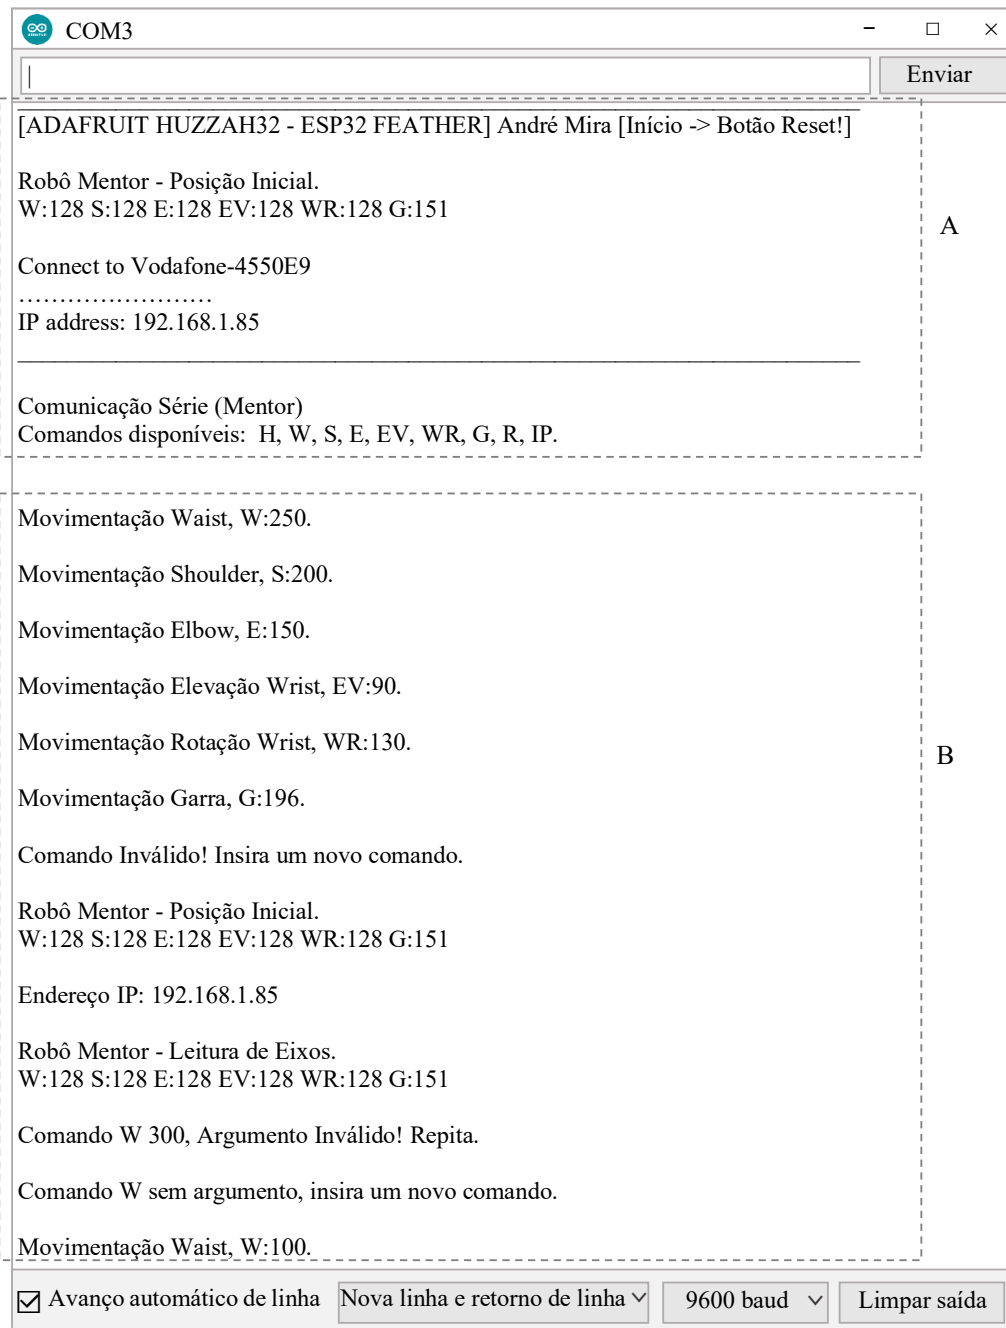 COM3
Enviar
[ADAFRUIT HUZZAH32 - ESP32 FEATHER] André Mira [Início -> Botão Reset!]
Robô Mentor - Posição Inicial.
W:128 S:128 E:128 EV:128 WR:128 G:151
A
Connect to Vodafone-4550E9
……………………
IP address: 192.168.1.85
Comunicação Série (Mentor)
Comandos disponíveis:  H, W, S, E, EV, WR, G, R, IP.
Movimentação Waist, W:250.
Movimentação Shoulder, S:200.
Movimentação Elbow, E:150.
Movimentação Elevação Wrist, EV:90.
Movimentação Rotação Wrist, WR:130.
B
Movimentação Garra, G:196.
Comando Inválido! Insira um novo comando.
Robô Mentor - Posição Inicial.
W:128 S:128 E:128 EV:128 WR:128 G:151
Endereço IP: 192.168.1.85
Robô Mentor - Leitura de Eixos.
W:128 S:128 E:128 EV:128 WR:128 G:151
Comando W 300, Argumento Inválido! Repita.
Comando W sem argumento, insira um novo comando.
Movimentação Waist, W:100.
Avanço automático de linha Nova linha e retorno de linha 9600 baud Limpar saída